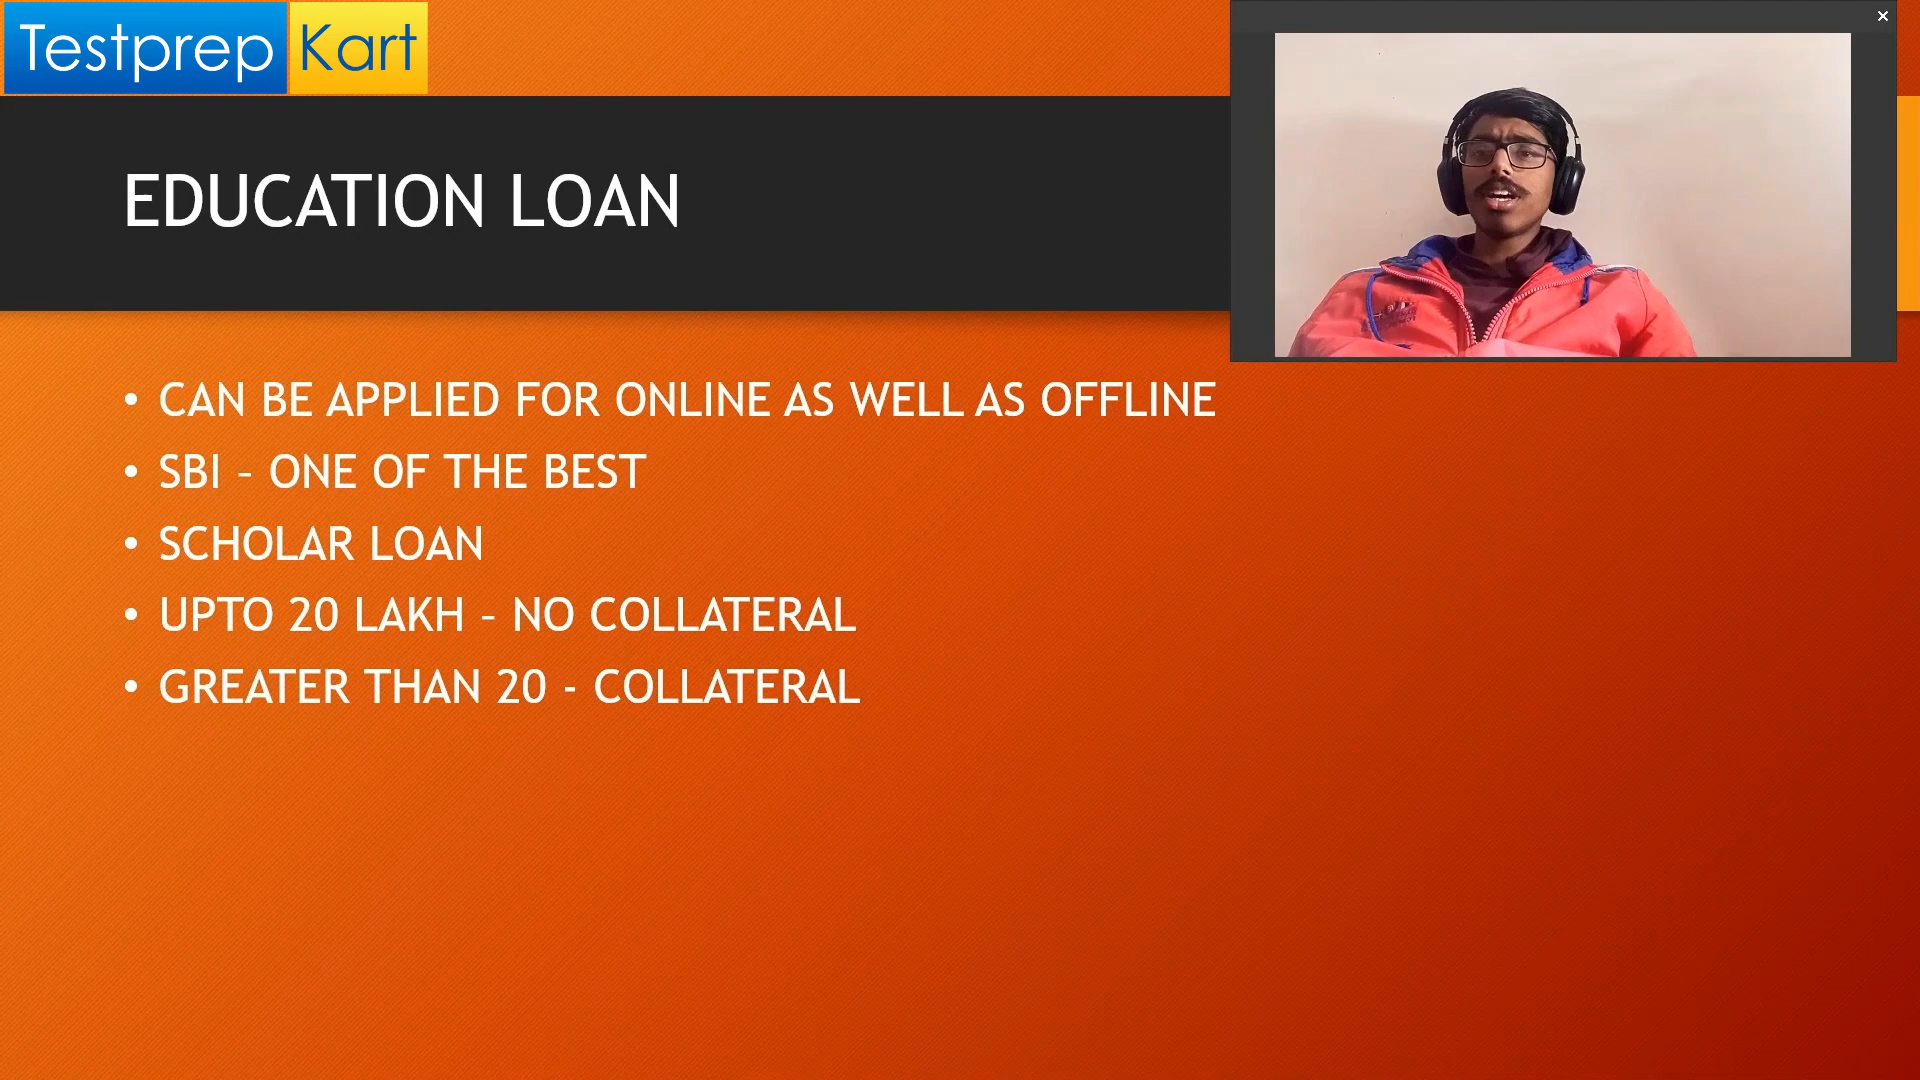 Testprep Kart
EDUCATION LOAN
• CAN BE APPLIED FOR ONLINE AS WELL AS OFFLINE
• SBI – ONE OF THE BEST
• SCHOLAR LOAN
• UPTO 20 LAKH – NO COLLATERAL
• GREATER THAN 20 - COLLATERAL